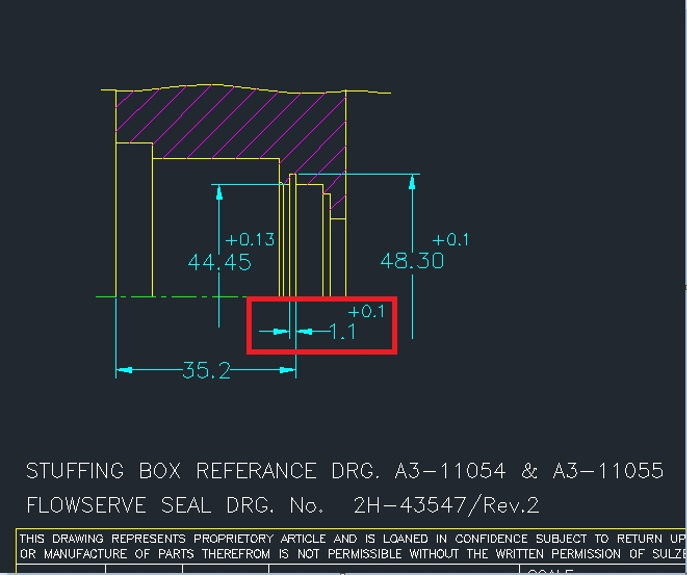 +0.13
44.45
+0.1
48.30
+0.1
1.1
35.2
STUFFING BOX REFERANCE DRG. A3-11054 & A3-11055
FLOWSERVE SEAL DRG. No. 2H-43547/Rev.2
THIS DRAWING REPRESENTS PROPRIETORY ARTICLE AND IS LOANED IN CONFIDENCE SUBJECT TO RETURN UP
OR MANUFACTURE OF PARTS THEREFROM IS NOT PERMISSIBLE WITHOUT THE WRITTEN PERMISSION OF SULZE